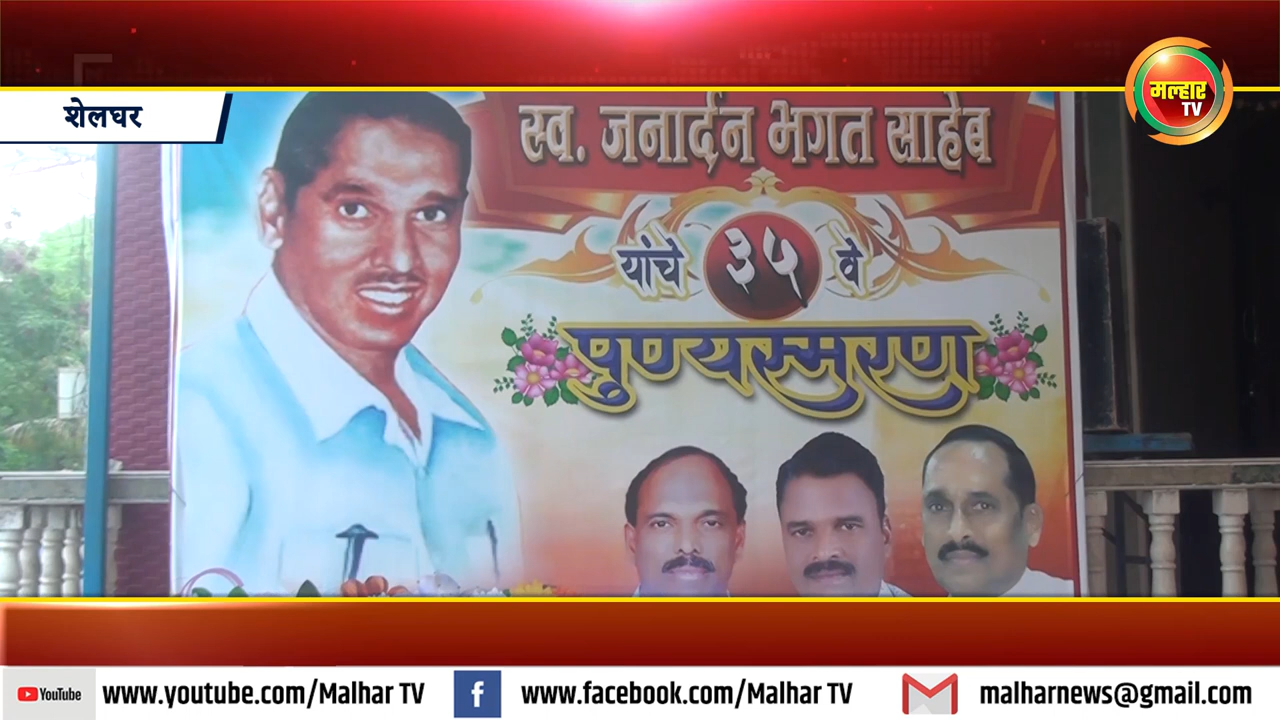 शेलघर
मल्हार
TV
स्व. जनार्दन भगत साहेब
यांचे ३५ वे
पुण्यस्मरण
YouTube
www.youtube.com/Malhar TV
f
www.facebook.com/Malhar TV
malharnews@gmail.com